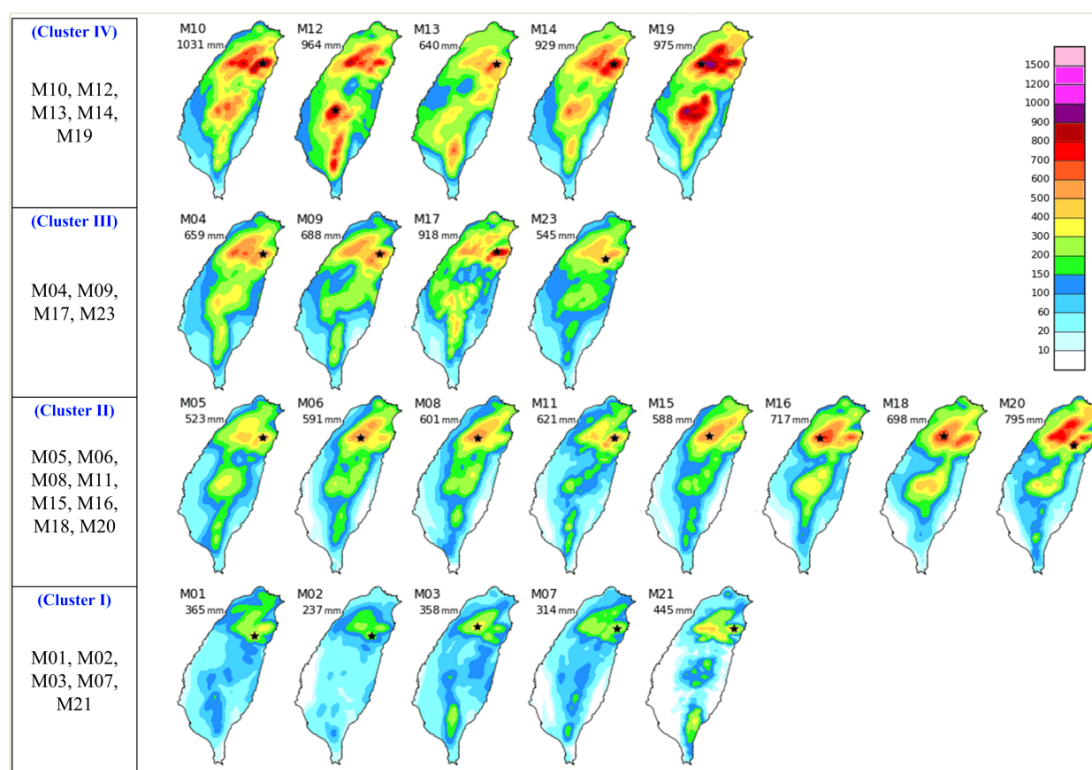 (Cluster IV)
M10, M12,
M13, M14,
M19
M10
1031 mm
M12
964 mm
M13
640 mm
M14
929 mm
M19
975 mm
(Cluster III)
M04, M09,
M17, M23
M04
659 mm
M09
688 mm
M17
918 mm
M23
545 mm
(Cluster II)
M05, M06,
M08, M11,
M15, M16,
M18, M20
M05
523 mm
M06
591 mm
M08
601 mm
M11
621 mm
M15
588 mm
M16
717 mm
M18
698 mm
M20
795 mm
(Cluster I)
M01, M02,
M03, M07,
M21
M01
365 mm
M02
237 mm
M03
358 mm
M07
314 mm
M21
445 mm
1500
1200
1000
900
800
700
600
500
400
300
200
150
100
60
20
10